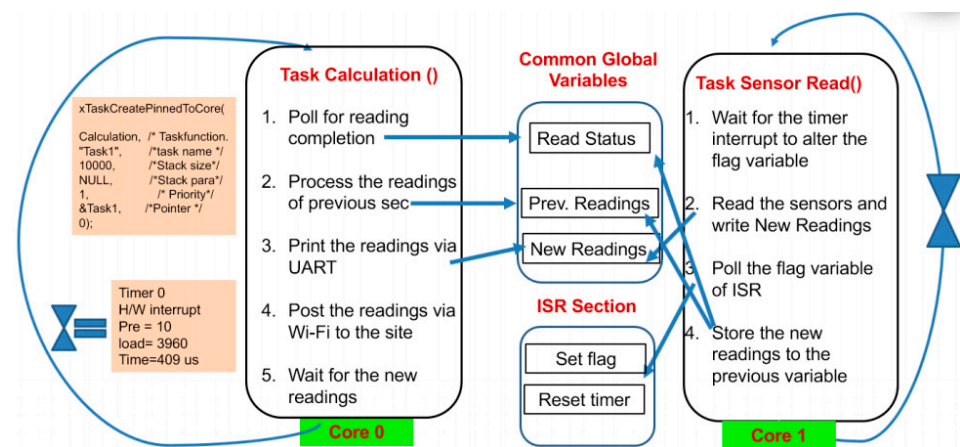 xTaskCreatePinnedToCore(
Calculation, /* Taskfunction.
"Task1", /*task name */
10000, /*Stack size*/
NULL, /*Stack para*/
1, /* Priority*/
&Task1, /*Pointer */
0);
Timer 0
H/W interrupt
Pre = 10
load= 3960
Time=409 us
Task Calculation ()
1. Poll for reading
completion
2. Process the readings
of previous sec
3. Print the readings via
UART
4. Post the readings via
Wi-Fi to the site
5. Wait for the new
readings
Core 0
Common Global
Variables
Read Status
Prev. Readings
New Readings
ISR Section
Set flag
Reset timer
Task Sensor Read()
1. Wait for the timer
interrupt to alter the
flag variable
2. Read the sensors and
write New Readings
3 Poll the flag variable
of ISR
4. Store the new
readings to the
previous variable
Core 1